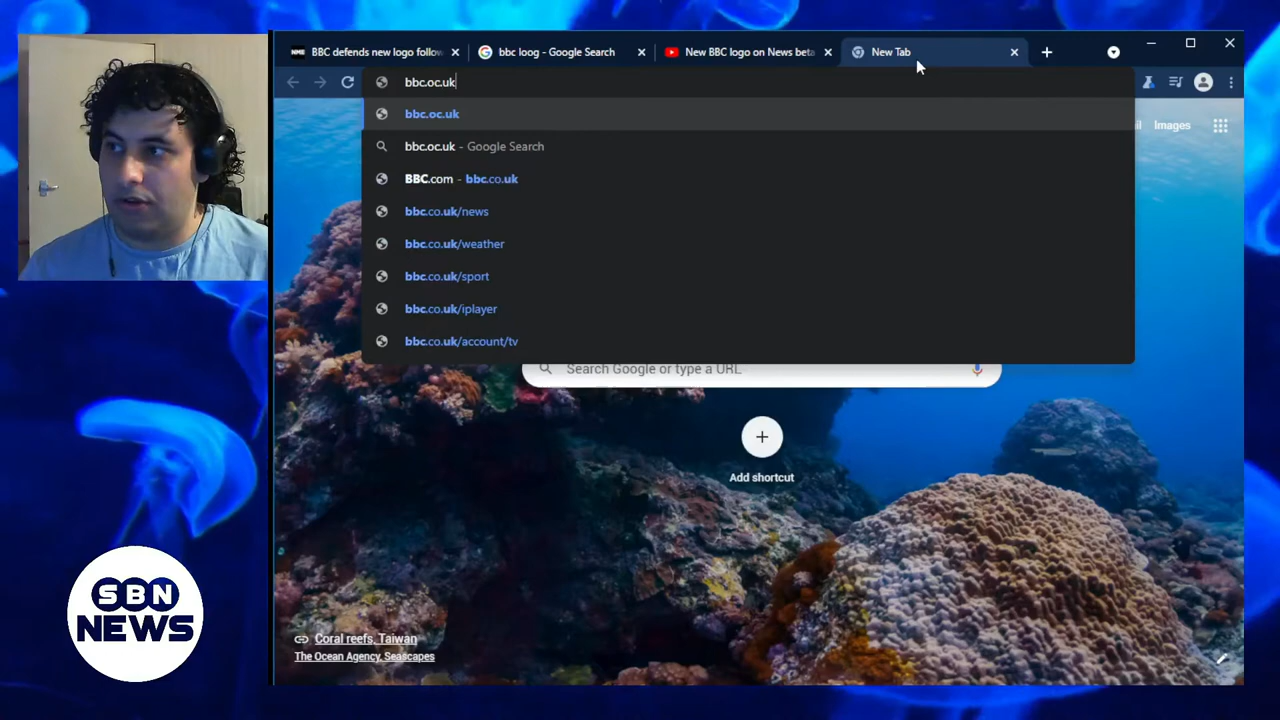 BBC defends new logo follow
bbc loog - Google Search
New BBC logo on News beta
New Tab
bbc.oc.uk
bbc.oc.uk
bbc.oc.uk - Google Search
BBC.com - bbc.co.uk
bbc.co.uk/news
bbc.co.uk/weather
bbc.co.uk/sport
bbc.co.uk/iplayer
bbc.co.uk/account/tv
Images
Search Google or type a URL
Add shortcut
Coral reefs, Taiwan
The Ocean Agency, Seascapes
SBN
NEWS